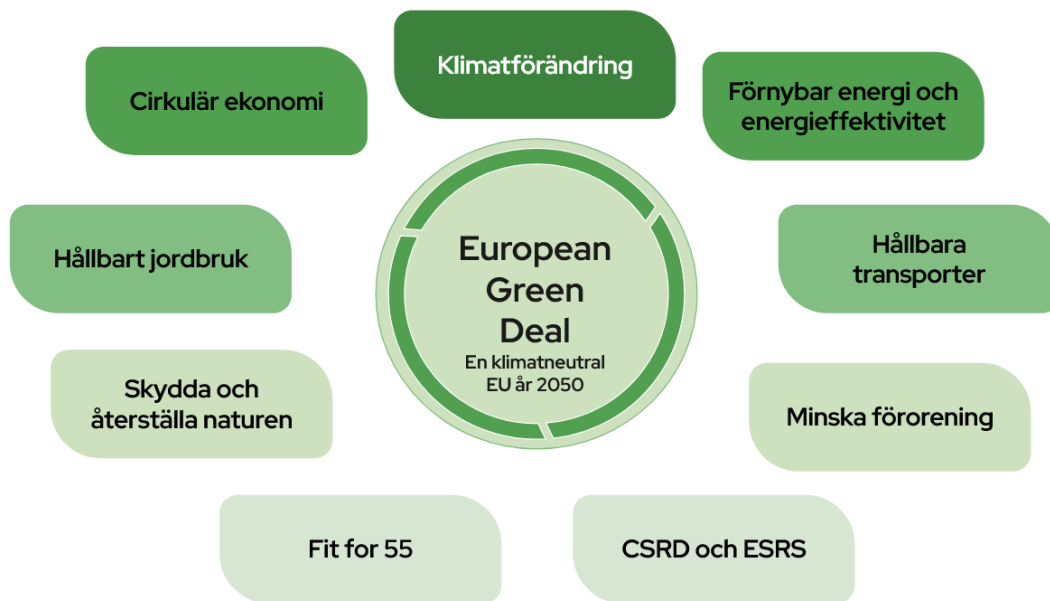 Klimatförändring
Cirkulär ekonomi
Förnybar energi och
energieffektivitet
Hållbart jordbruk
European
Green
Deal
En klimatneutral
EU år 2050
Hållbara
transporter
Skydda och
återställa naturen
Minska förorening
Fit for 55
CSRD och ESRS